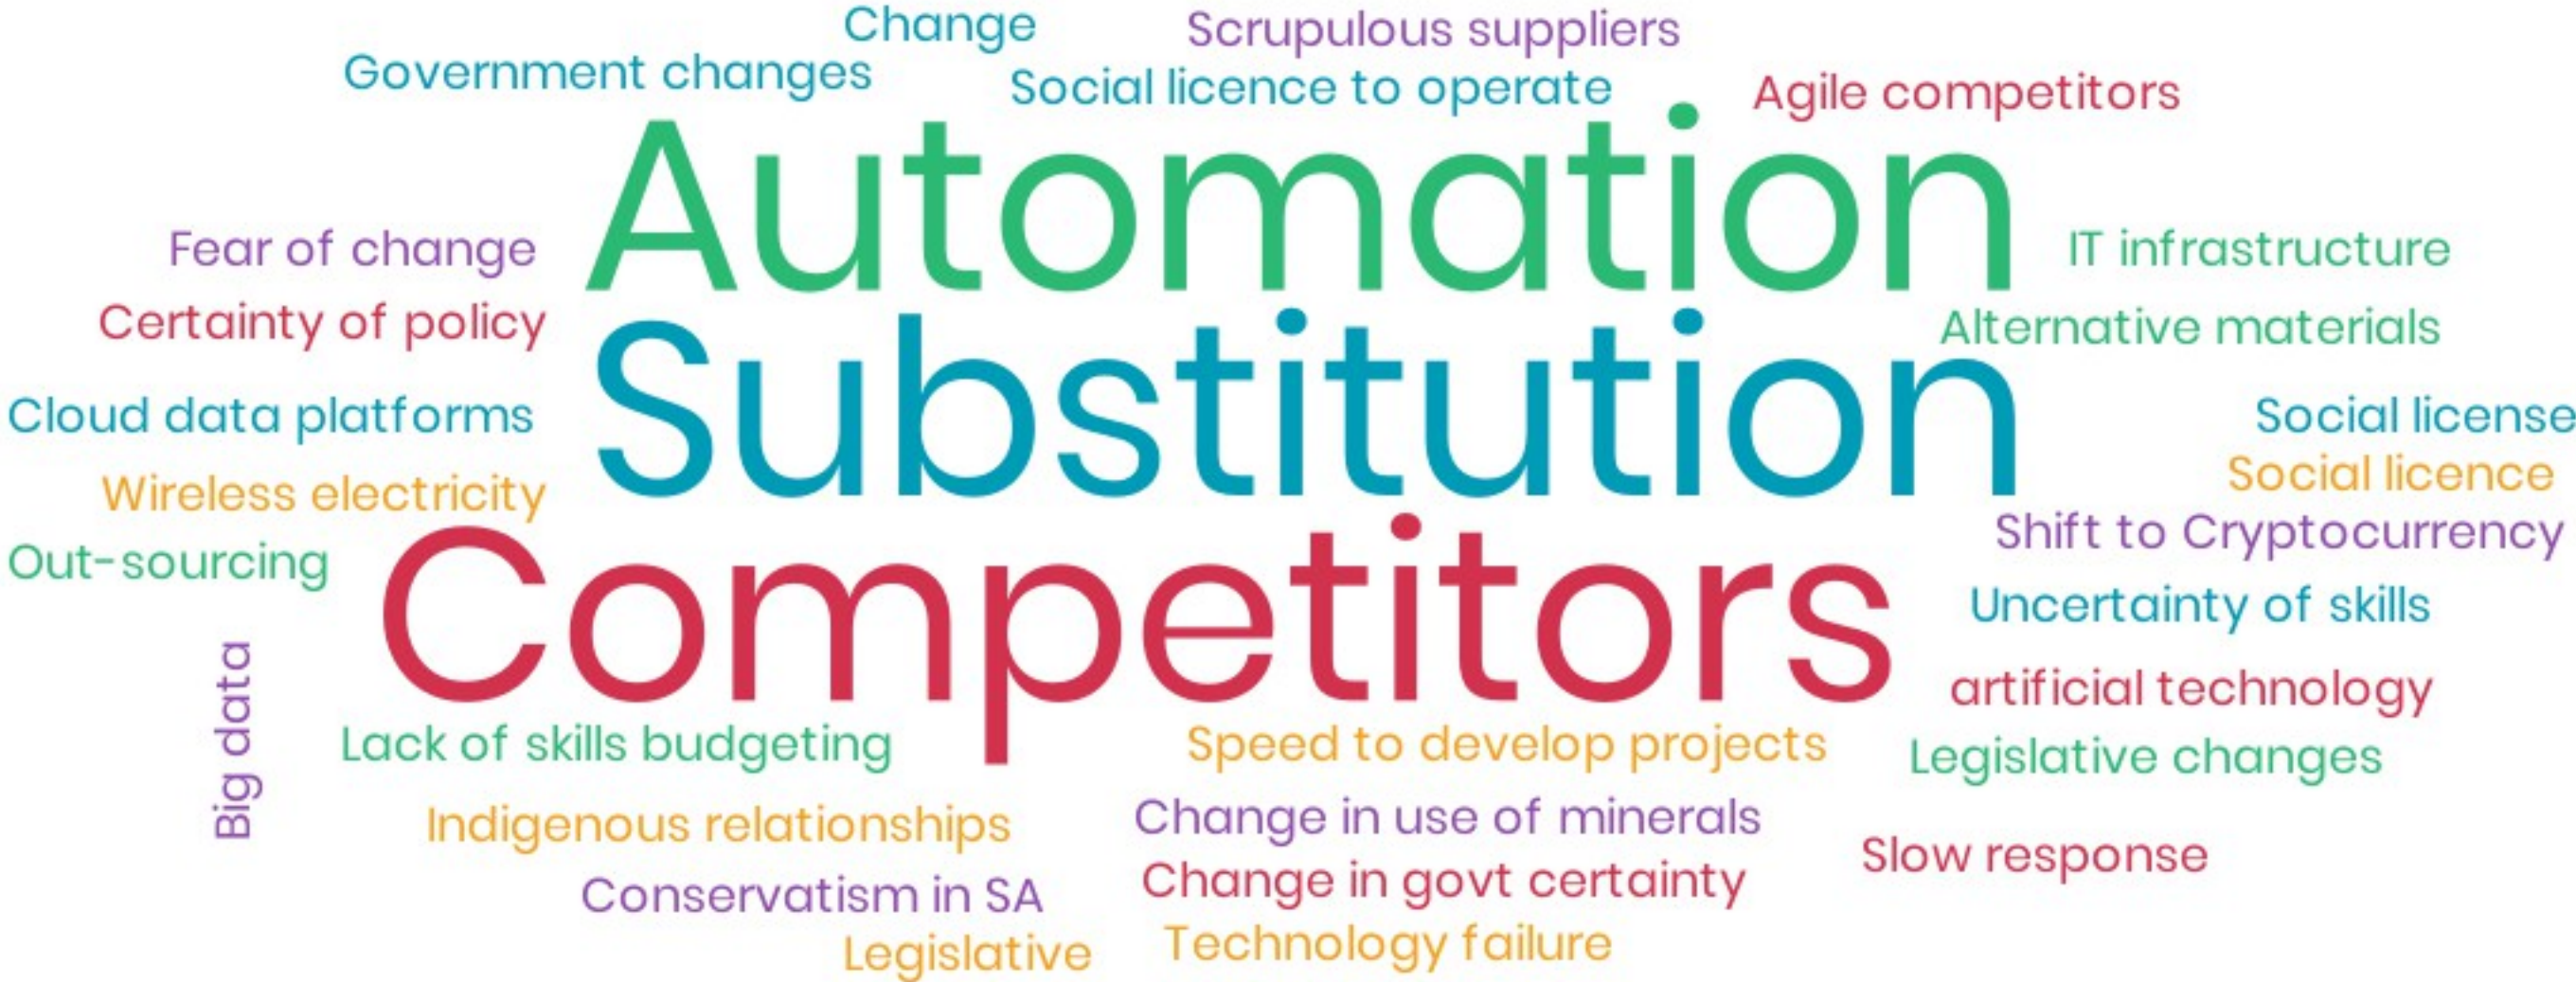 Change
Scrupulous suppliers
Government changes
Social licence to operate
Agile competitors
Automation
Fear of change
IT infrastructure
Certainty of policy
Alternative materials
Substitution
Cloud data platforms
Social license
Wireless electricity
Social licence
Shift to Cryptocurrency
Out-sourcing
Competitors
Uncertainty of skills
artificial technology
Big data
Lack of skills budgeting
Speed to develop projects
Legislative changes
Indigenous relationships
Change in use of minerals
Slow response
Conservatism in SA
Change in govt certainty
Legislative
Technology failure